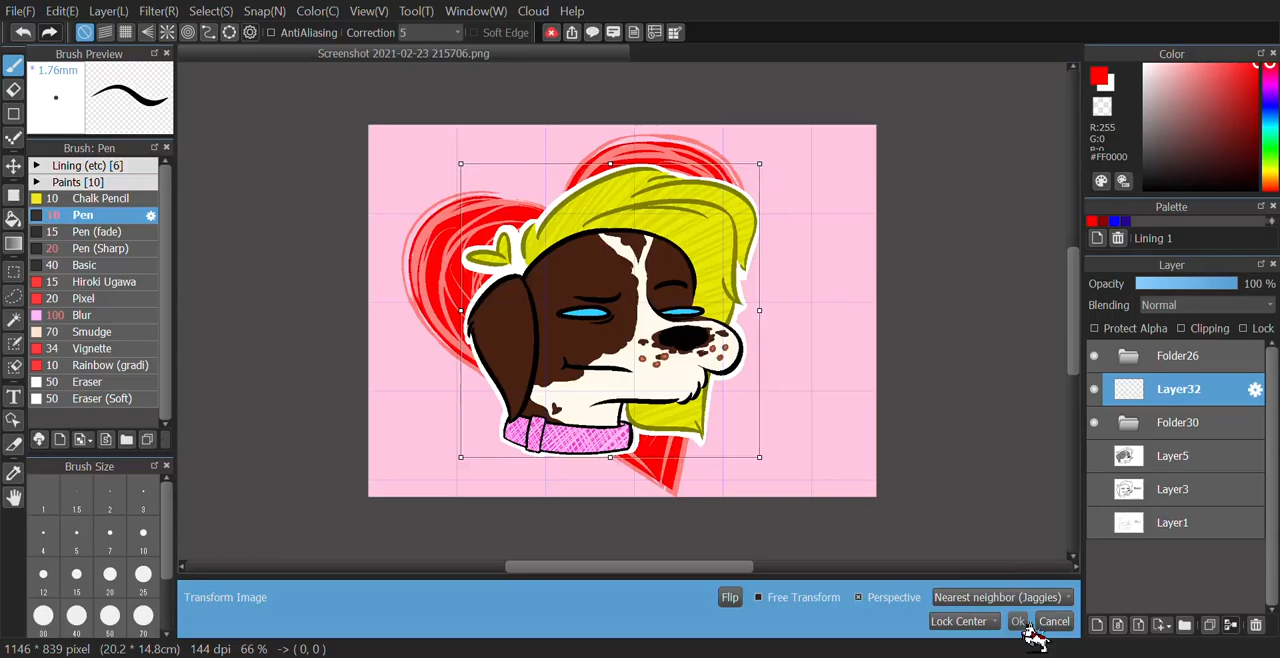 File(F) Edit(E) Layer(L) Filter(R) Select(S) Snap(N) Color(C) View(V) Tool(T) Window(W) Cloud Help
AntiAliasing Correction 5 Soft Edge
Brush Preview
Screenshot 2021-02-23 215706.png
* 1.76mm
Brush: Pen
Lining (etc) [6]
Paints [10]
10 Chalk Pencil
10 Pen
15 Pen (fade)
20 Pen (Sharp)
40 Basic
15 Hiroki Ugawa
20 Pixel
100 Blur
70 Smudge
34 Vignette
10 Rainbow (gradi)
50 Eraser
50 Eraser (Soft)
Brush Size
1 1.5 2 3
4 5 7 10
12 15 20 25
30 40 50 70
Color
R:255
G:0
B:0
#FF0000
Palette
Lining 1
Layer
Opacity 100 %
Blending Normal
Protect Alpha Clipping Lock
Folder26
Layer32
Folder30
Layer5
Layer3
Layer1
Transform Image Flip Free Transform Perspective Nearest neighbor (Jaggies)
Lock Center Ok Cancel
1146 * 839 pixel (20.2 * 14.8cm) 144 dpi 66 % -> ( 0, 0 )